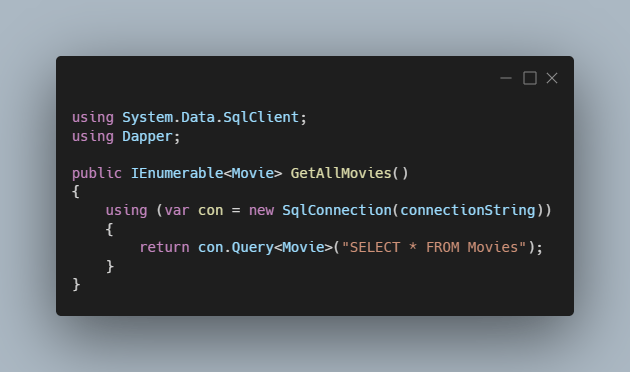 using System.Data.SqlClient;
using Dapper;
public IEnumerable<Movie> GetAllMovies()
{
    using (var con = new SqlConnection(connectionString))
    {
        return con.Query<Movie>("SELECT * FROM Movies");
    }
}